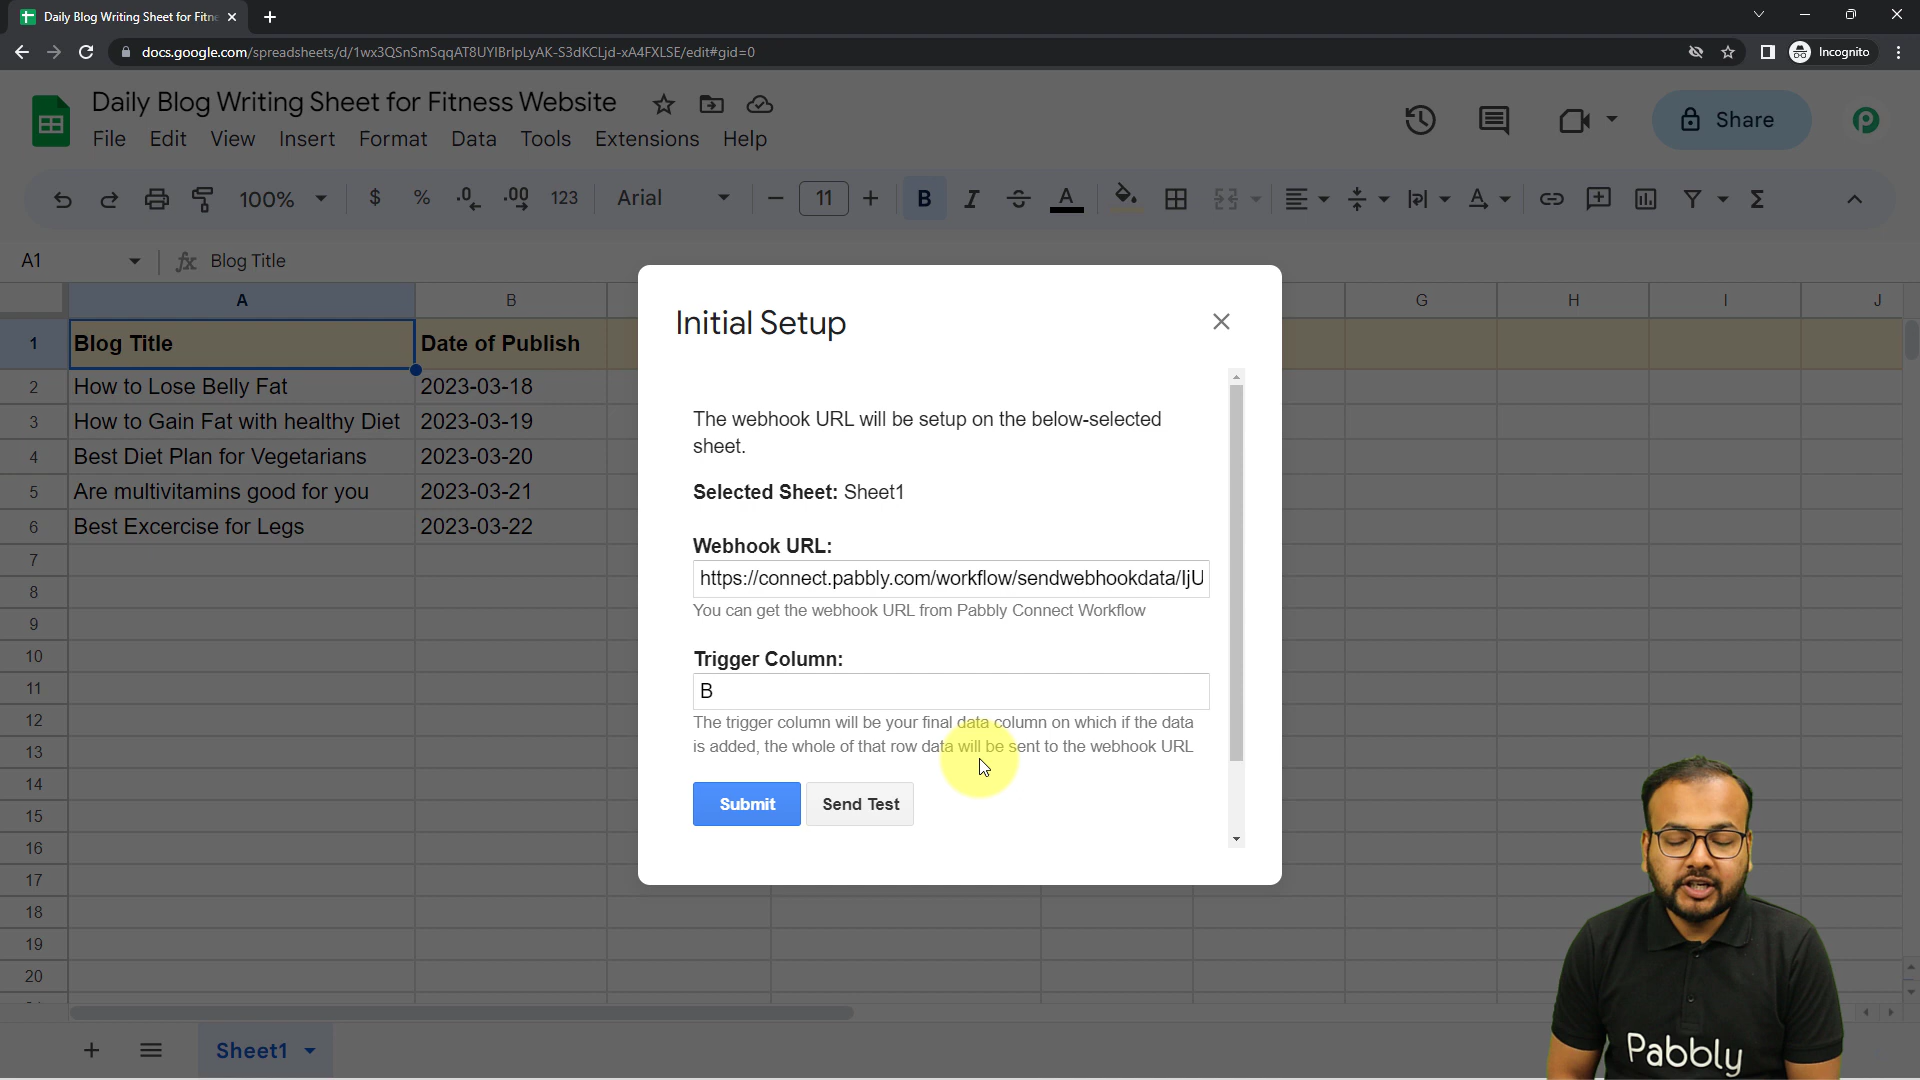 Daily Blog Writing Sheet for Fitne
docs.google.com/spreadsheets/d/1wx3QSnSmSqqAT8UYIBrlpLyAK-S3dKCLjd-xA4FXLSE/edit#gid=0
Incognito
Daily Blog Writing Sheet for Fitness Website
File Edit View Insert Format Data Tools Extensions Help
Share
100% $ % .0 .00 123 Arial 11 B I S A
A1 fx Blog Title
A B G H I J
1 Blog Title Date of Publish
2 How to Lose Belly Fat 2023-03-18
3 How to Gain Fat with healthy Diet 2023-03-19
4 Best Diet Plan for Vegetarians 2023-03-20
5 Are multivitamins good for you 2023-03-21
6 Best Excercise for Legs 2023-03-22
7
8
9
10
11
12
13
14
15
16
17
18
19
20
Initial Setup
The webhook URL will be setup on the below-selected
sheet.
Selected Sheet: Sheet1
Webhook URL:
https://connect.pabbly.com/workflow/sendwebhookdata/IjU
You can get the webhook URL from Pabbly Connect Workflow
Trigger Column:
B
The trigger column will be your final data column on which if the data
is added, the whole of that row data will be sent to the webhook URL
Submit Send Test
Sheet1
Pabbly